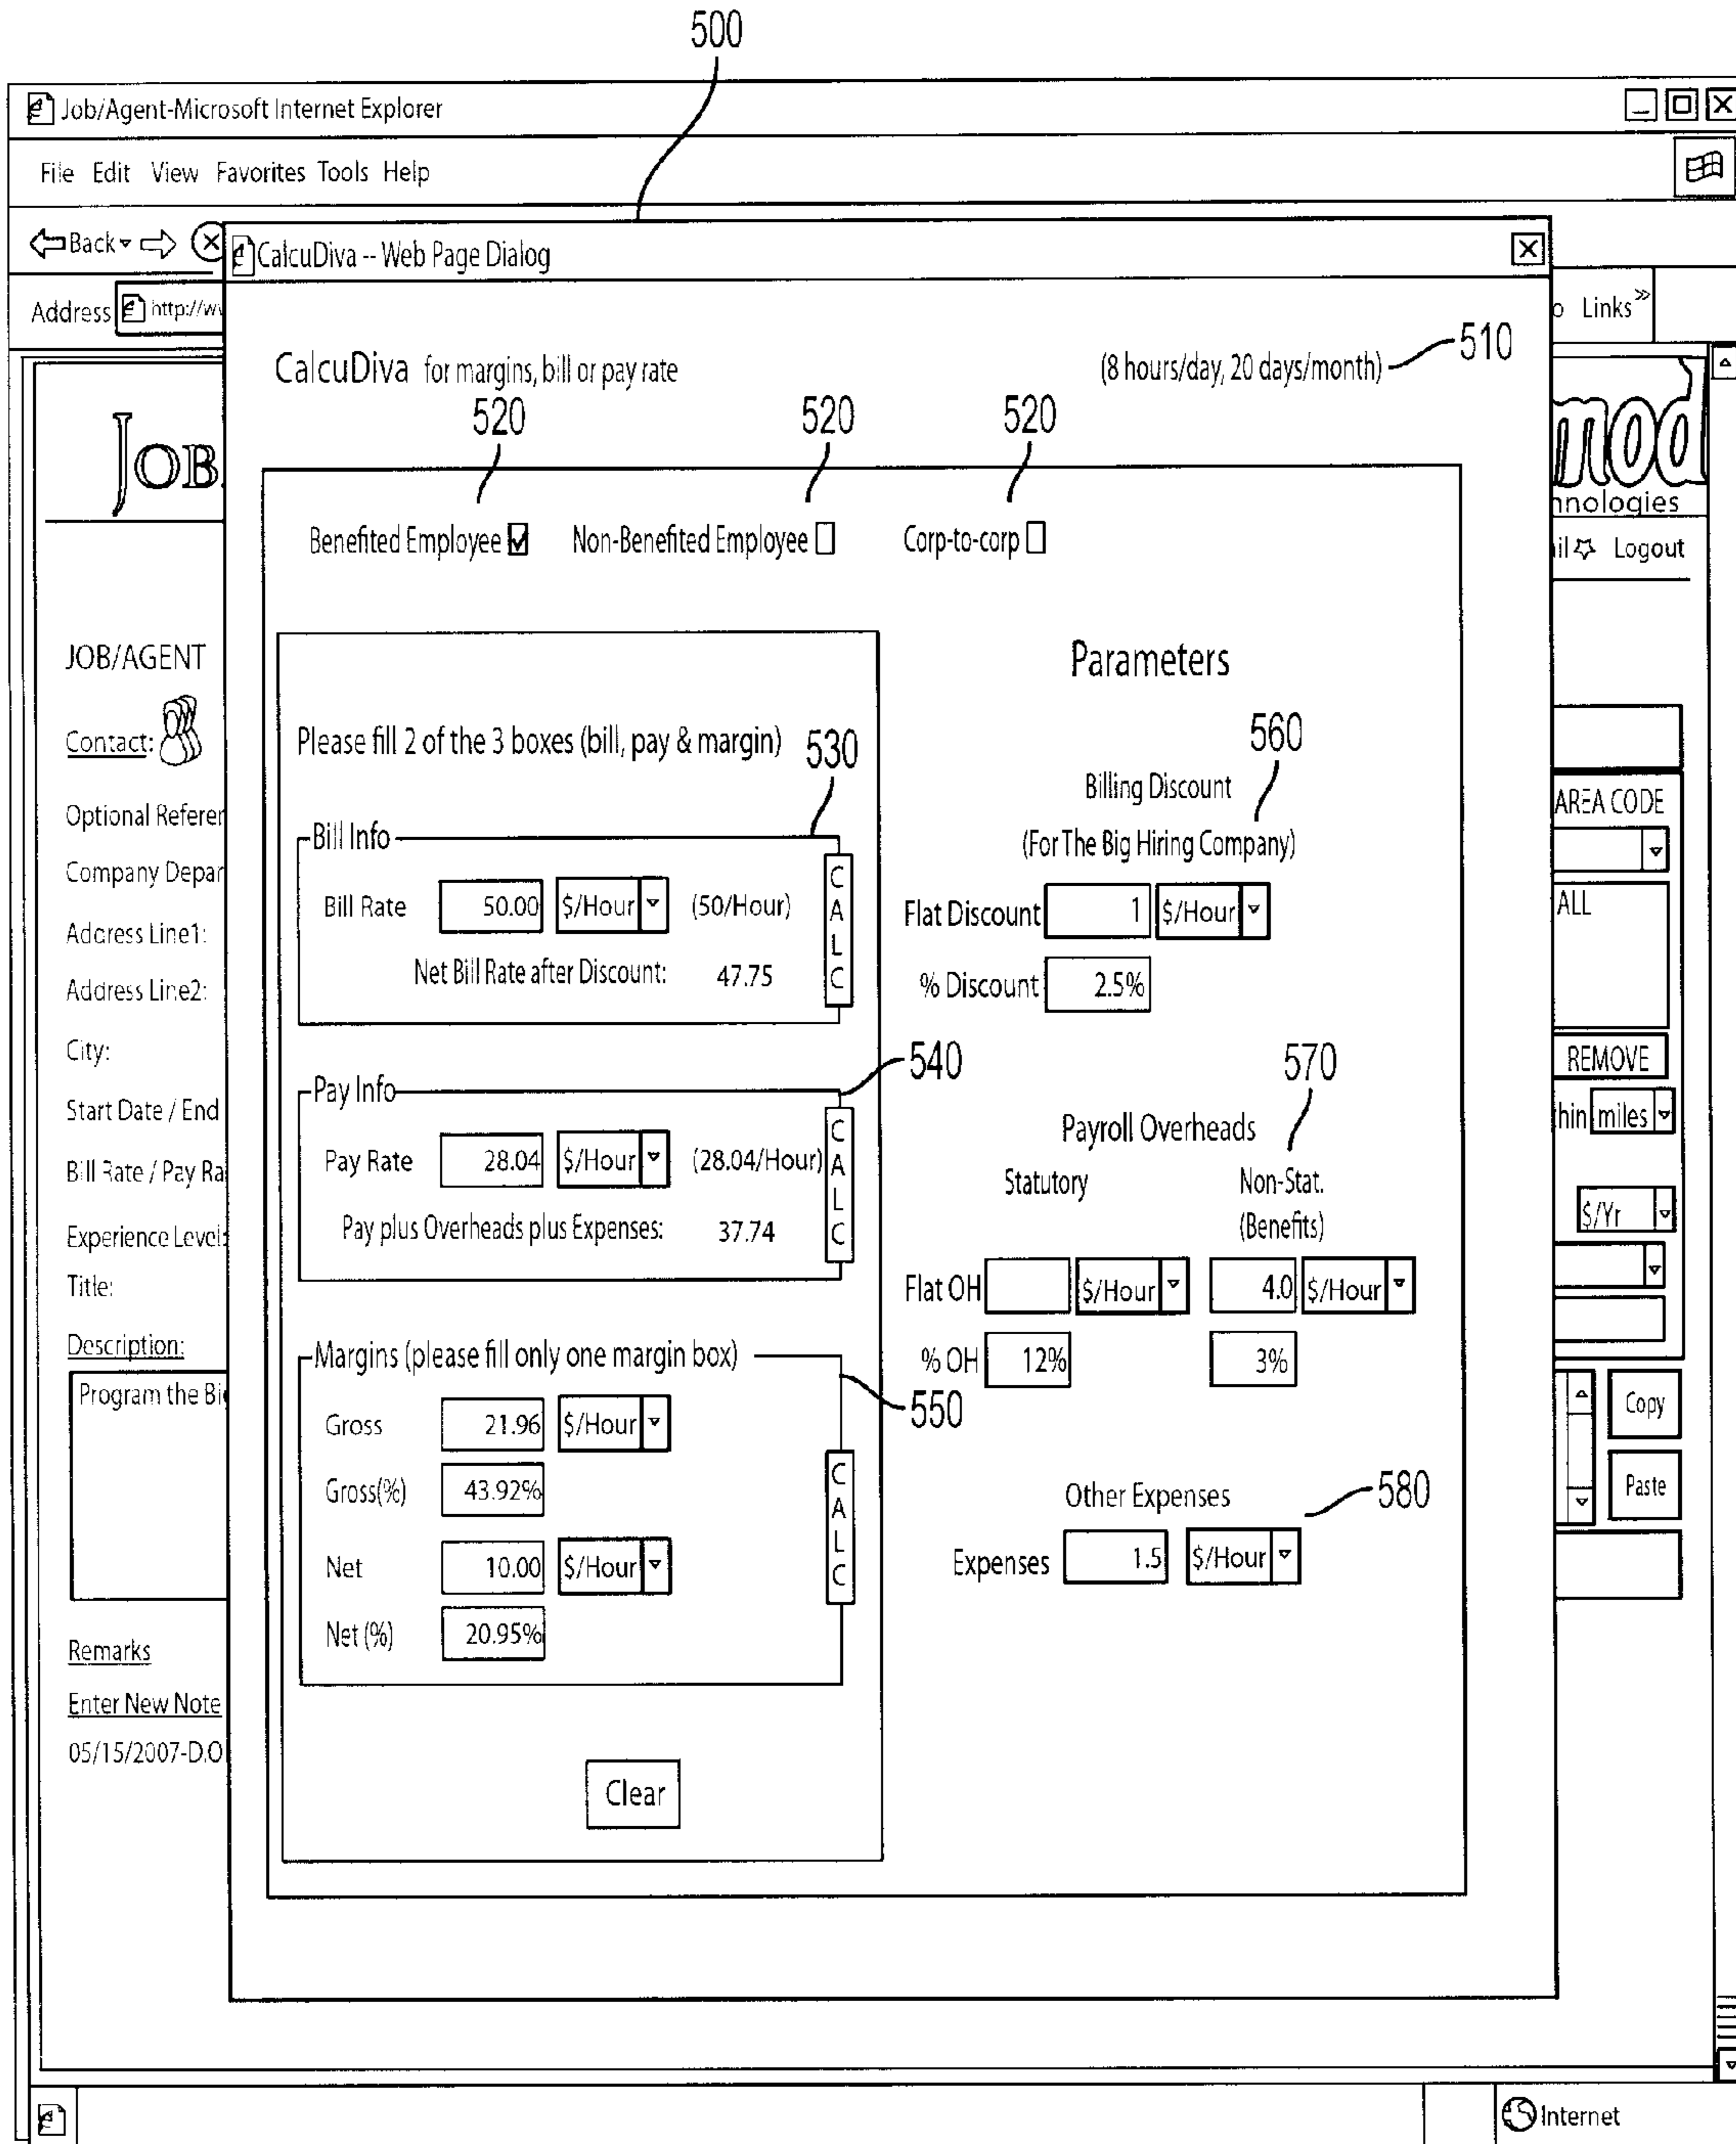 500
Job/Agent-Microsoft Internet Explorer
File Edit View Favorites Tools Help
Back
CalcuDiva -- Web Page Dialog
Address http://w
Links »
CalcuDiva for margins, bill or pay rate
(8 hours/day, 20 days/month) 510
520 520 520
JOB
mod
hnologies
Benefited Employee Non-Benefited Employee Corp-to-corp
il Logout
JOB/AGENT
Parameters
Contact:
Please fill 2 of the 3 boxes (bill, pay & margin) 530
560
Billing Discount
(For The Big Hiring Company)
Optional Referen
AREA CODE
Bill Info
Company Depar
Bill Rate 50.00 $/Hour (50/Hour)
CALC
Flat Discount 1 $/Hour
ALL
Address Line1:
Net Bill Rate after Discount: 47.75
% Discount 2.5%
Address Line2:
City:
540
570
REMOVE
Pay Info
Start Date / End
Payroll Overheads
hin miles
Pay Rate 28.04 $/Hour (28.04/Hour)
CALC
Statutory Non-Stat.
(Benefits)
Bill Rate / Pay Ra
$/Yr
Pay plus Overheads plus Expenses: 37.74
Experience Level:
Title:
Flat OH $/Hour 4.0 $/Hour
Description:
Margins (please fill only one margin box)
% OH 12% 3%
Program the Bi
550
Copy
Gross 21.96 $/Hour
Gross(%) 43.92%
CALC
Other Expenses 580
Paste
Net 10.00 $/Hour
Expenses 1.5 $/Hour
Net (%) 20.95%
Remarks
Enter New Note
05/15/2007-D.O
Clear
Internet